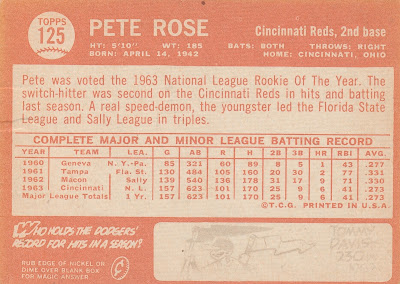 TOPPS
125
PETE ROSE
Cincinnati Reds, 2nd base
HT: 5'10" WT: 185 BATS: BOTH THROWS: RIGHT
BORN: APRIL 14, 1942 HOME: CINCINNATI, OHIO
Pete was voted the 1963 National League Rookie Of The Year. The
switch-hitter was second on the Cincinnati Reds in hits and batting
last season. A real speed-demon, the youngster led the Florida State
League and Sally League in triples.
COMPLETE MAJOR AND MINOR LEAGUE BATTING RECORD
YEAR TEAM LEA. G AB R H 2B 3B HR RBI AVG.
1960 Geneva N.Y.-Pa. 85 321 60 89 8 5 1 43 .277
1961 Tampa Fla. St. 130 484 105 160 20 30 2 77 .331
1962 Macon Sally 139 540 136 178 31 17 9 71 .330
1963 Cincinnati N. L. 157 623 101 170 25 9 6 41 .273
Major League Totals 1 Yr. 157 623 101 170 25 9 6 41 .273
©T.C.G. PRINTED IN U.S.A
WHO HOLDS THE DODGERS'
RECORD FOR HITS IN A SEASON?
RUB EDGE OF NICKEL OR
DIME OVER BLANK BOX
FOR MAGIC ANSWER.
TOMMY